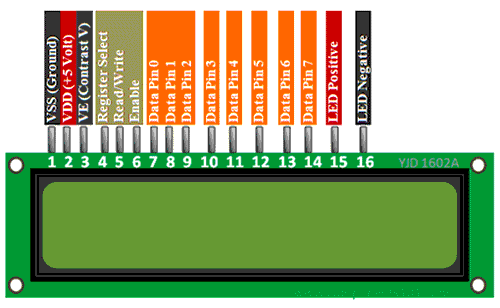 VSS (Ground)
VDD (+5 Volt)
VE (Contrast V)
Register Select
Read/Write
Enable
Data Pin 0
Data Pin 1
Data Pin 2
Data Pin 3
Data Pin 4
Data Pin 5
Data Pin 6
Data Pin 7
LED Positive
LED Negative
1 2 3 4 5 6 7 8 9 10 11 12 13 14 15 16
YJD 1602A